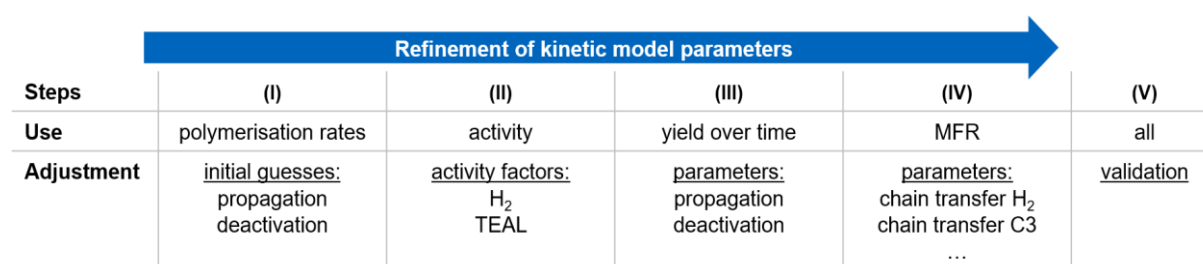 Refinement of kinetic model parameters
Steps (I) (II) (III) (IV) (V)
Use polymerisation rates activity yield over time MFR all
Adjustment initial guesses: activity factors: parameters: parameters: validation
propagation H₂ propagation chain transfer H₂
deactivation TEAL deactivation chain transfer C3
…